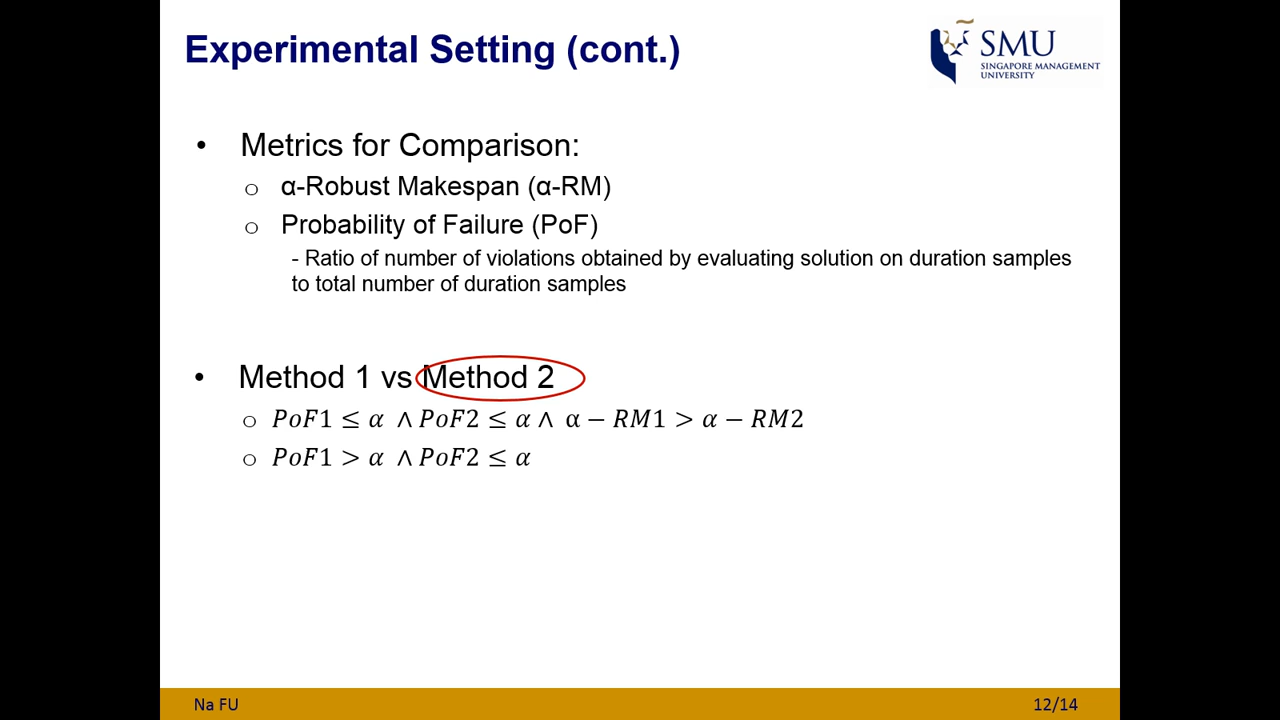 Experimental Setting (cont.)
SMU
SINGAPORE MANAGEMENT
UNIVERSITY
• Metrics for Comparison:
o α-Robust Makespan (α-RM)
o Probability of Failure (PoF)
- Ratio of number of violations obtained by evaluating solution on duration samples
to total number of duration samples
• Method 1 vs Method 2
o PoF1 ≤ α ∧ PoF2 ≤ α ∧ α − RM1 > α − RM2
o PoF1 > α ∧ PoF2 ≤ α
Na FU
12/14